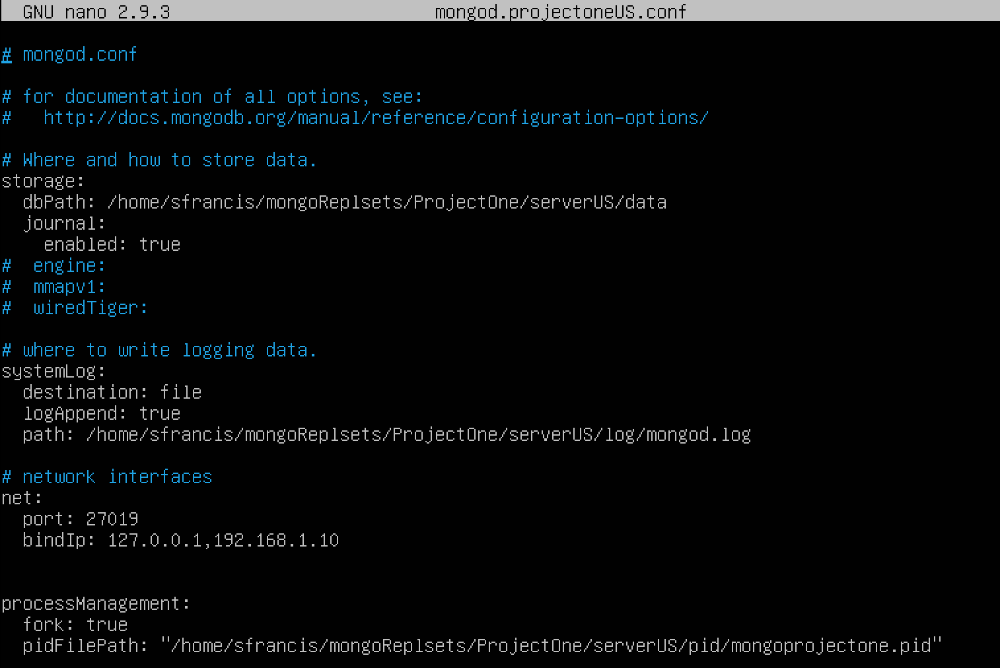 GNU nano 2.9.3 mongod.projectoneUS.conf
# mongod.conf
# for documentation of all options, see:
#   http://docs.mongodb.org/manual/reference/configuration-options/
# Where and how to store data.
storage:
  dbPath: /home/sfrancis/mongoReplsets/ProjectOne/serverUS/data
  journal:
    enabled: true
#  engine:
#  mmapv1:
#  wiredTiger:
# where to write logging data.
systemLog:
  destination: file
  logAppend: true
  path: /home/sfrancis/mongoReplsets/ProjectOne/serverUS/log/mongod.log
# network interfaces
net:
  port: 27019
  bindIp: 127.0.0.1,192.168.1.10
processManagement:
  fork: true
  pidFilePath: "/home/sfrancis/mongoReplsets/ProjectOne/serverUS/pid/mongoprojectone.pid"